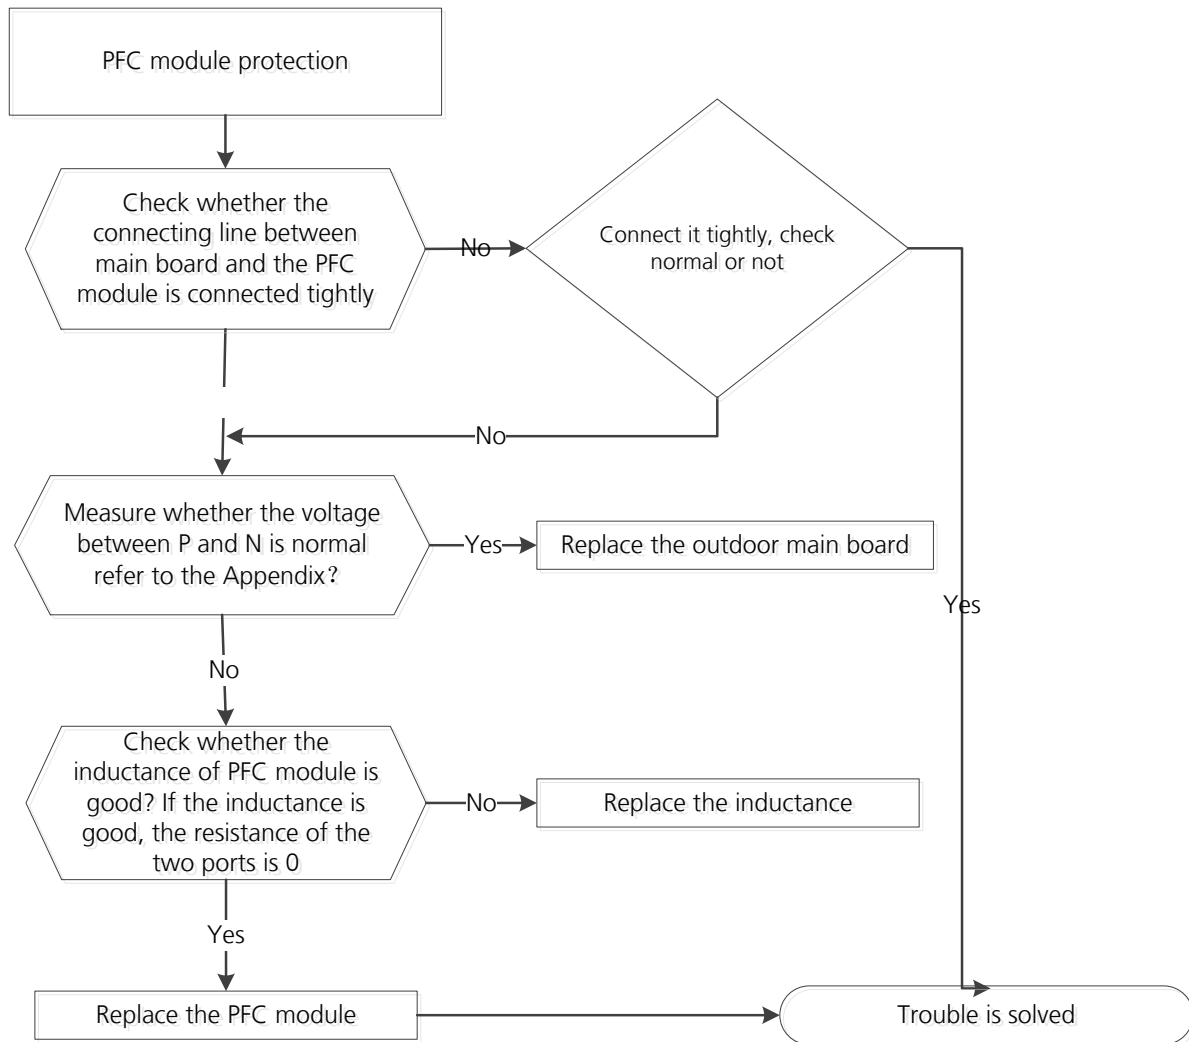 PFC module protection
Check whether the
connecting line between
main board and the PFC
module is connected tightly
No
Connect it tightly, check
normal or not
No
Measure whether the voltage
between P and N is normal
refer to the Appendix?
Yes
Replace the outdoor main board
Yes
No
Check whether the
inductance of PFC module is
good? If the inductance is
good, the resistance of the
two ports is 0
No
Replace the inductance
Yes
Replace the PFC module
Trouble is solved